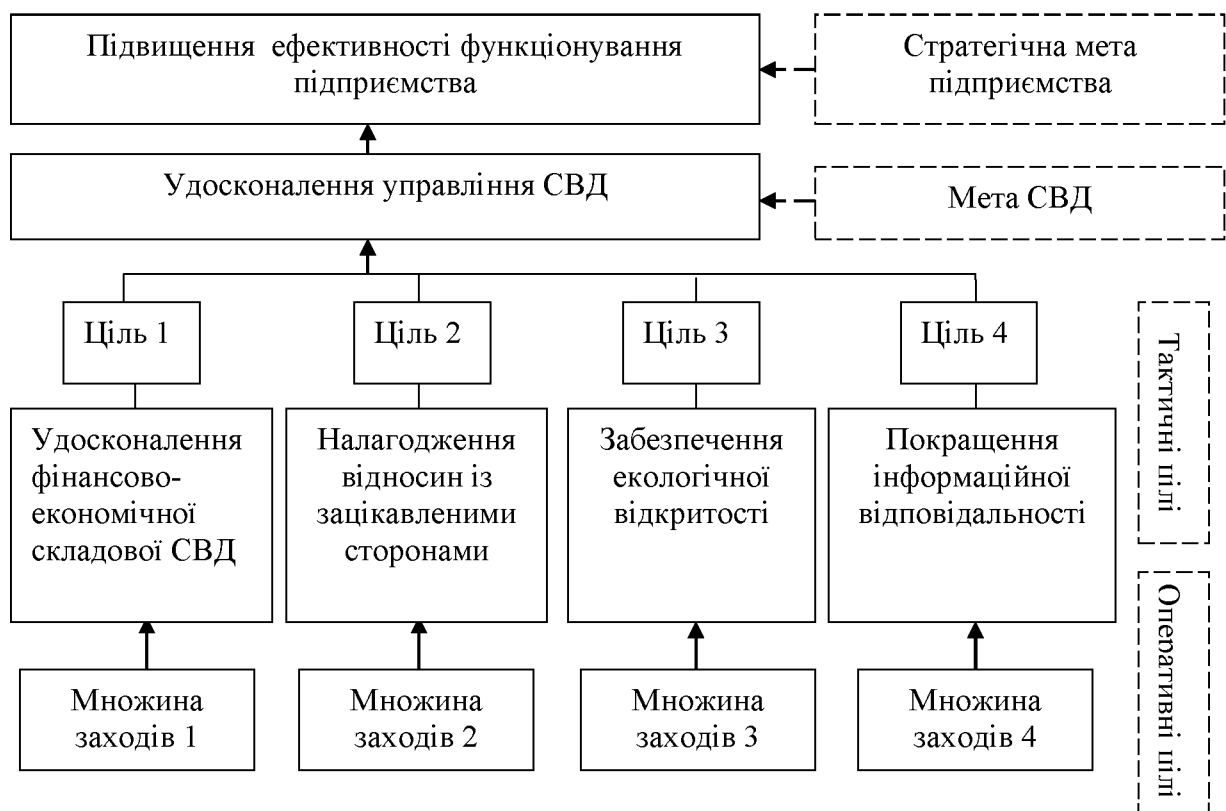 Підвищення ефективності функціонування
підприємства
Стратегічна мета
підприємства
Удосконалення управління СВД
Мета СВД
Ціль 1
Ціль 2
Ціль 3
Ціль 4
Тактичні цілі
Удосконалення
фінансово-
економічної
складової СВД
Налагодження
відносин із
зацікавленими
сторонами
Забезпечення
екологічної
відкритості
Покращення
інформаційної
відповідальності
Оперативні цілі
Множина
заходів 1
Множина
заходів 2
Множина
заходів 3
Множина
заходів 4